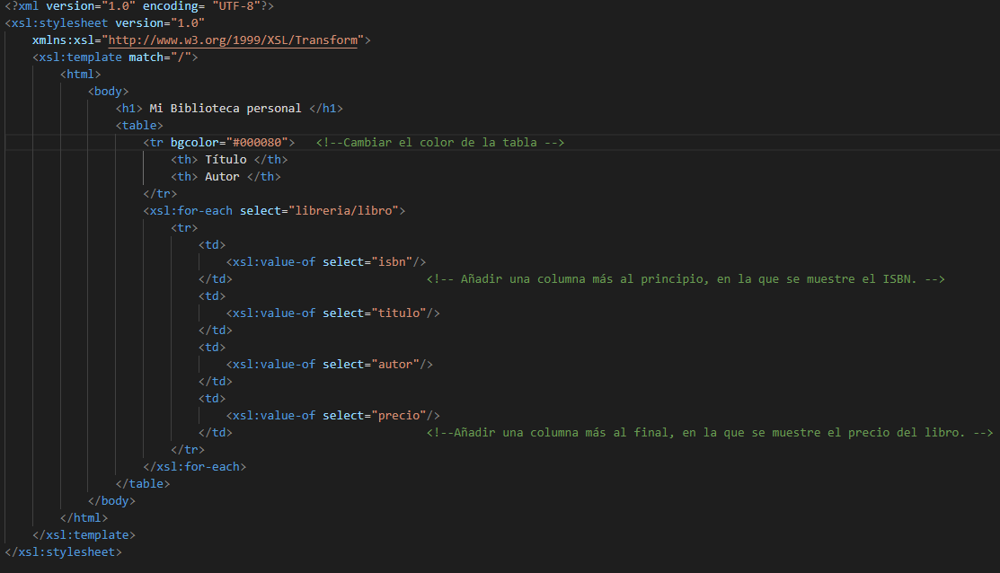 <?xml version="1.0" encoding= "UTF-8"?>
<xsl:stylesheet version="1.0"
    xmlns:xsl="http://www.w3.org/1999/XSL/Transform">
    <xsl:template match="/">
        <html>
            <body>
                <h1> Mi Biblioteca personal </h1>
                <table>
                    <tr bgcolor="#000080">   <!--Cambiar el color de la tabla -->
                        <th> Título </th>
                        <th> Autor </th>
                    </tr>
                    <xsl:for-each select="libreria/libro">
                        <tr>
                            <td>
                                <xsl:value-of select="isbn"/>
                            </td>                            <!-- Añadir una columna más al principio, en la que se muestre el ISBN. -->
                            <td>
                                <xsl:value-of select="titulo"/>
                            </td>
                            <td>
                                <xsl:value-of select="autor"/>
                            </td>
                            <td>
                                <xsl:value-of select="precio"/>
                            </td>                            <!--Añadir una columna más al final, en la que se muestre el precio del libro. -->
                        </tr>
                    </xsl:for-each>
                </table>
            </body>
        </html>
    </xsl:template>
</xsl:stylesheet>